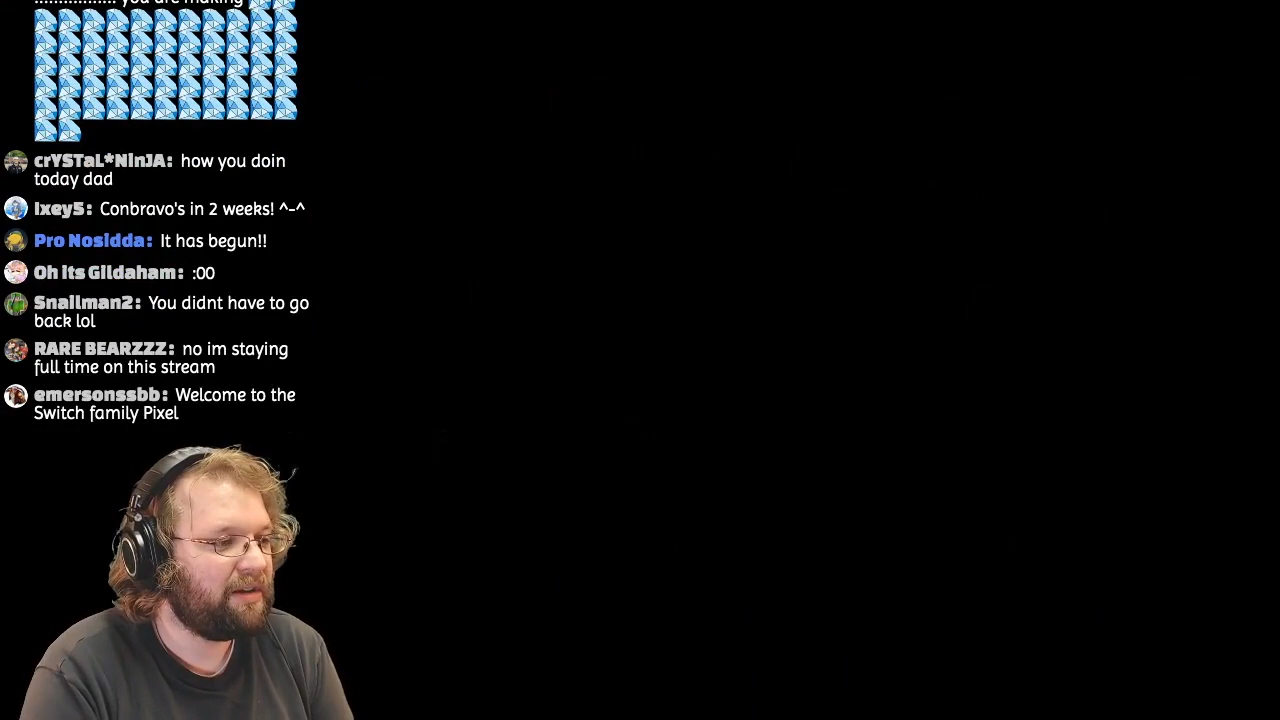 you are making
crYSTaL*NinJA: how you doin
today dad
Ixey5: Conbravo's in 2 weeks! ^-^
Pro Nosidda: It has begun!!
Oh its Gildaham: :00
Snailman2: You didnt have to go
back lol
RARE BEARZZZ: no im staying
full time on this stream
emersonssbb: Welcome to the
Switch family Pixel